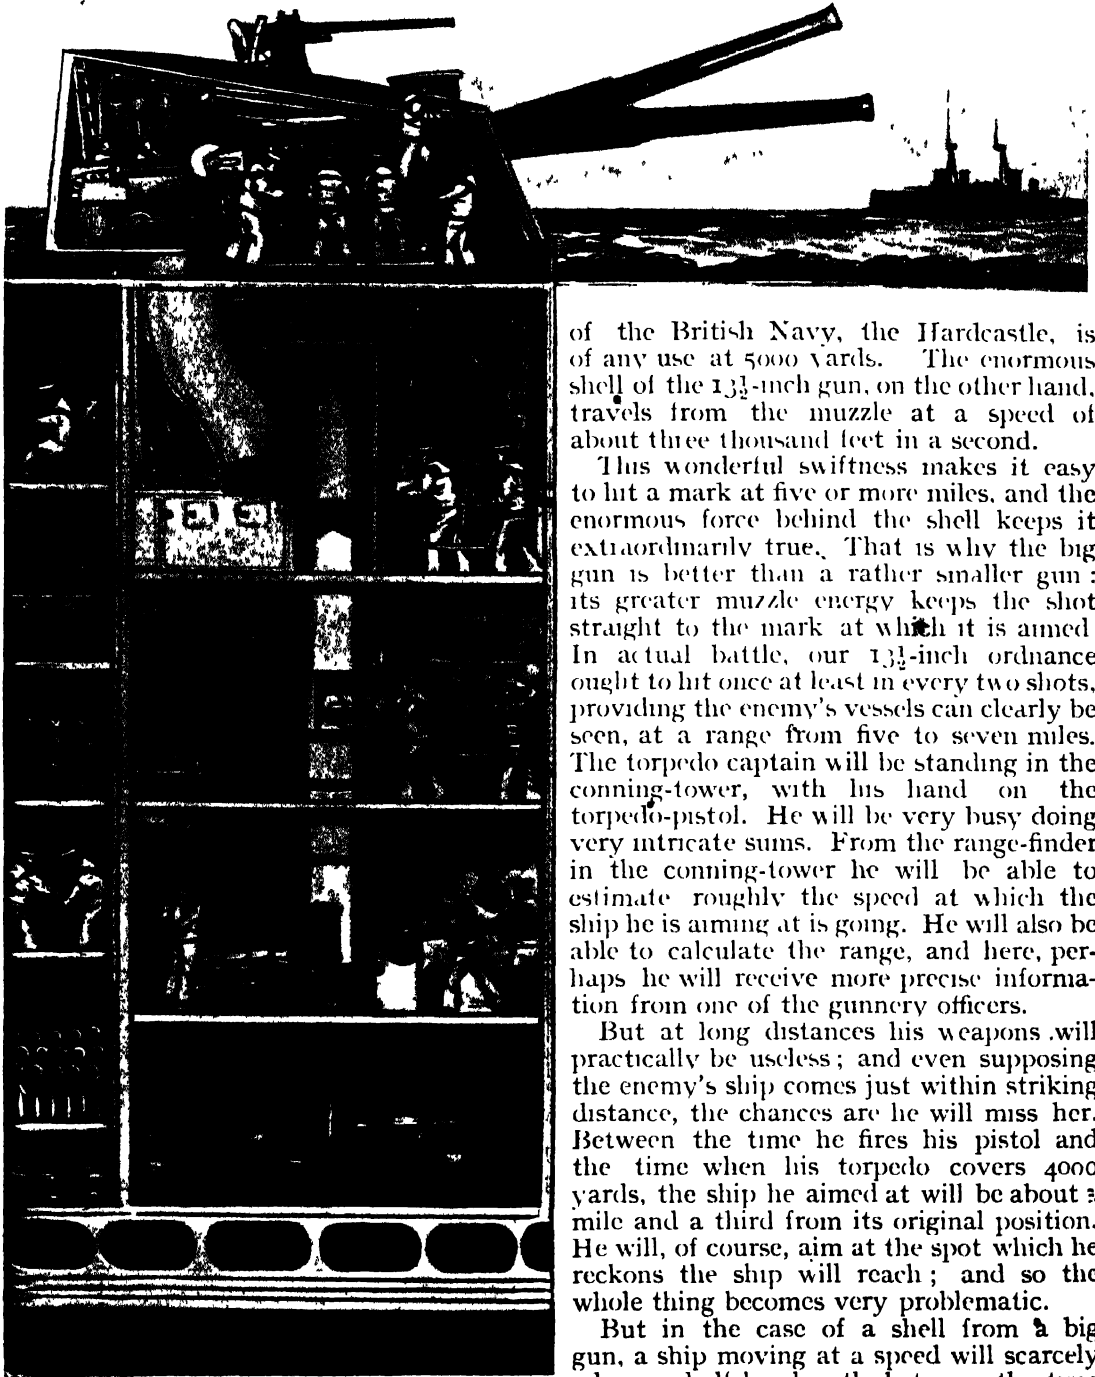 of the British Navy, the Hardcastle, is
of any use at 5000 yards. The enormous
shell of the 13½-inch gun, on the other hand,
travels from the muzzle at a speed of
about three thousand feet in a second.
This wonderful swiftness makes it easy
to hit a mark at five or more miles, and the
enormous force behind the shell keeps it
extraordinarily true. That is why the big
gun is better than a rather smaller gun :
its greater muzzle energy keeps the shot
straight to the mark at which it is aimed
In actual battle, our 13½-inch ordnance
ought to hit once at least in every two shots,
providing the enemy's vessels can clearly be
seen, at a range from five to seven miles.
The torpedo captain will be standing in the
conning-tower, with his hand on the
torpedo-pistol. He will be very busy doing
very intricate sums. From the range-finder
in the conning-tower he will be able to
estimate roughly the speed at which the
ship he is aiming at is going. He will also be
able to calculate the range, and here, per-
haps he will receive more precise informa-
tion from one of the gunnery officers.
But at long distances his weapons will
practically be useless ; and even supposing
the enemy's ship comes just within striking
distance, the chances are he will miss her.
Between the time he fires his pistol and
the time when his torpedo covers 4000
yards, the ship he aimed at will be about a
mile and a third from its original position.
He will, of course, aim at the spot which he
reckons the ship will reach ; and so the
whole thing becomes very problematic.
But in the case of a shell from a big
gun, a ship moving at a speed will scarcely